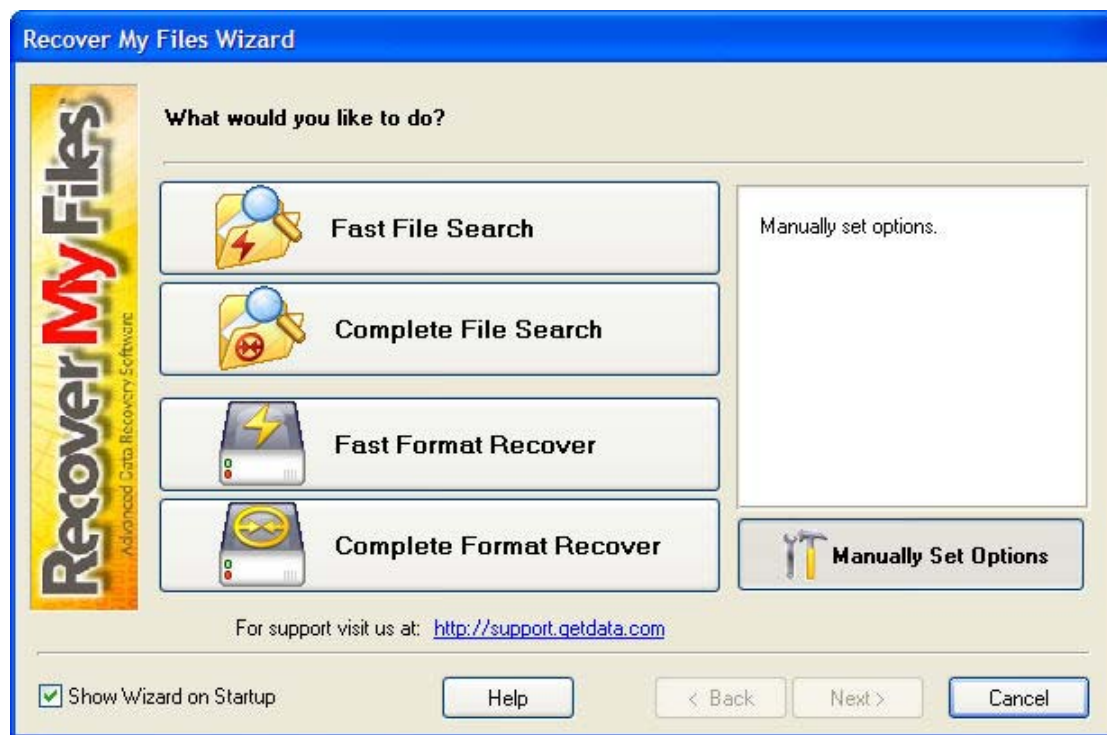 Recover My Files Wizard
Recover My Files
Advanced Data Recovery Software
What would you like to do?
Fast File Search
Complete File Search
Fast Format Recover
Complete Format Recover
Manually set options.
Manually Set Options
For support visit us at: http://support.getdata.com
Show Wizard on Startup
Help
< Back
Next >
Cancel